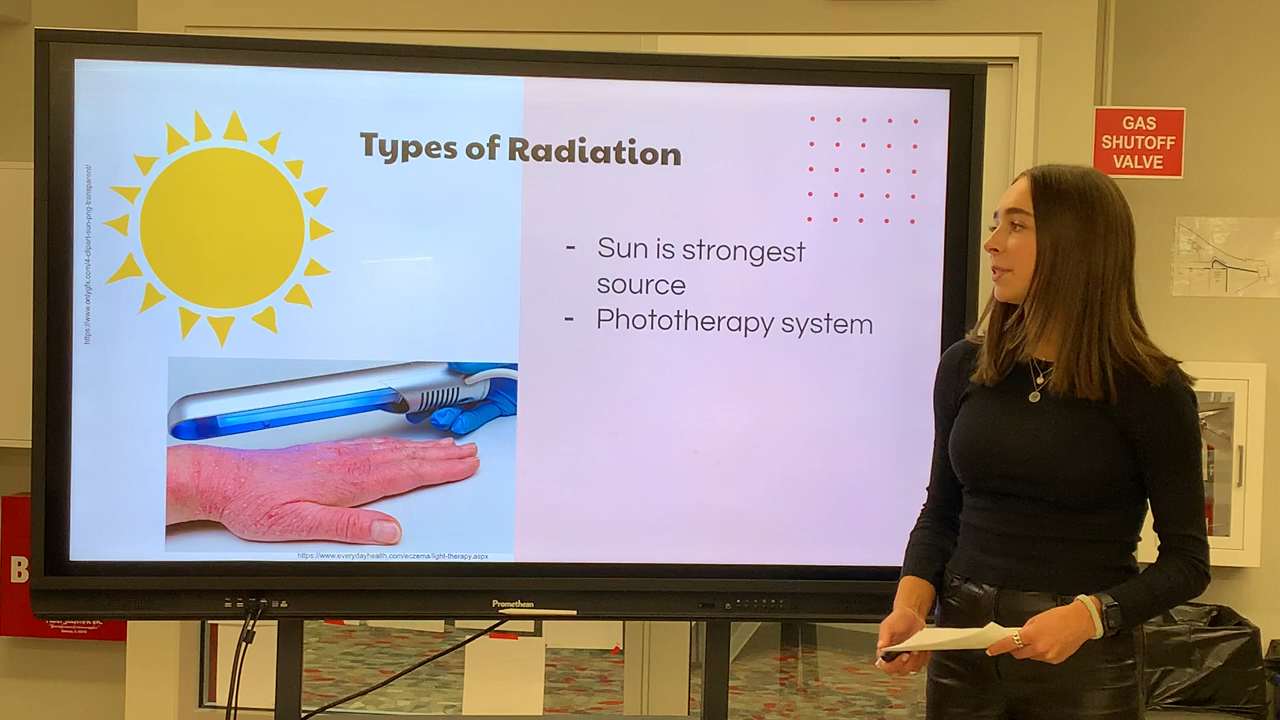 Types of Radiation
https://www.onlygfx.com/4-clipart-sun-png-transparent/
- Sun is strongest
source
- Phototherapy system
https://www.everydayhealth.com/eczema/light-therapy.aspx
Promethean
GAS
SHUTOFF
VALVE
B